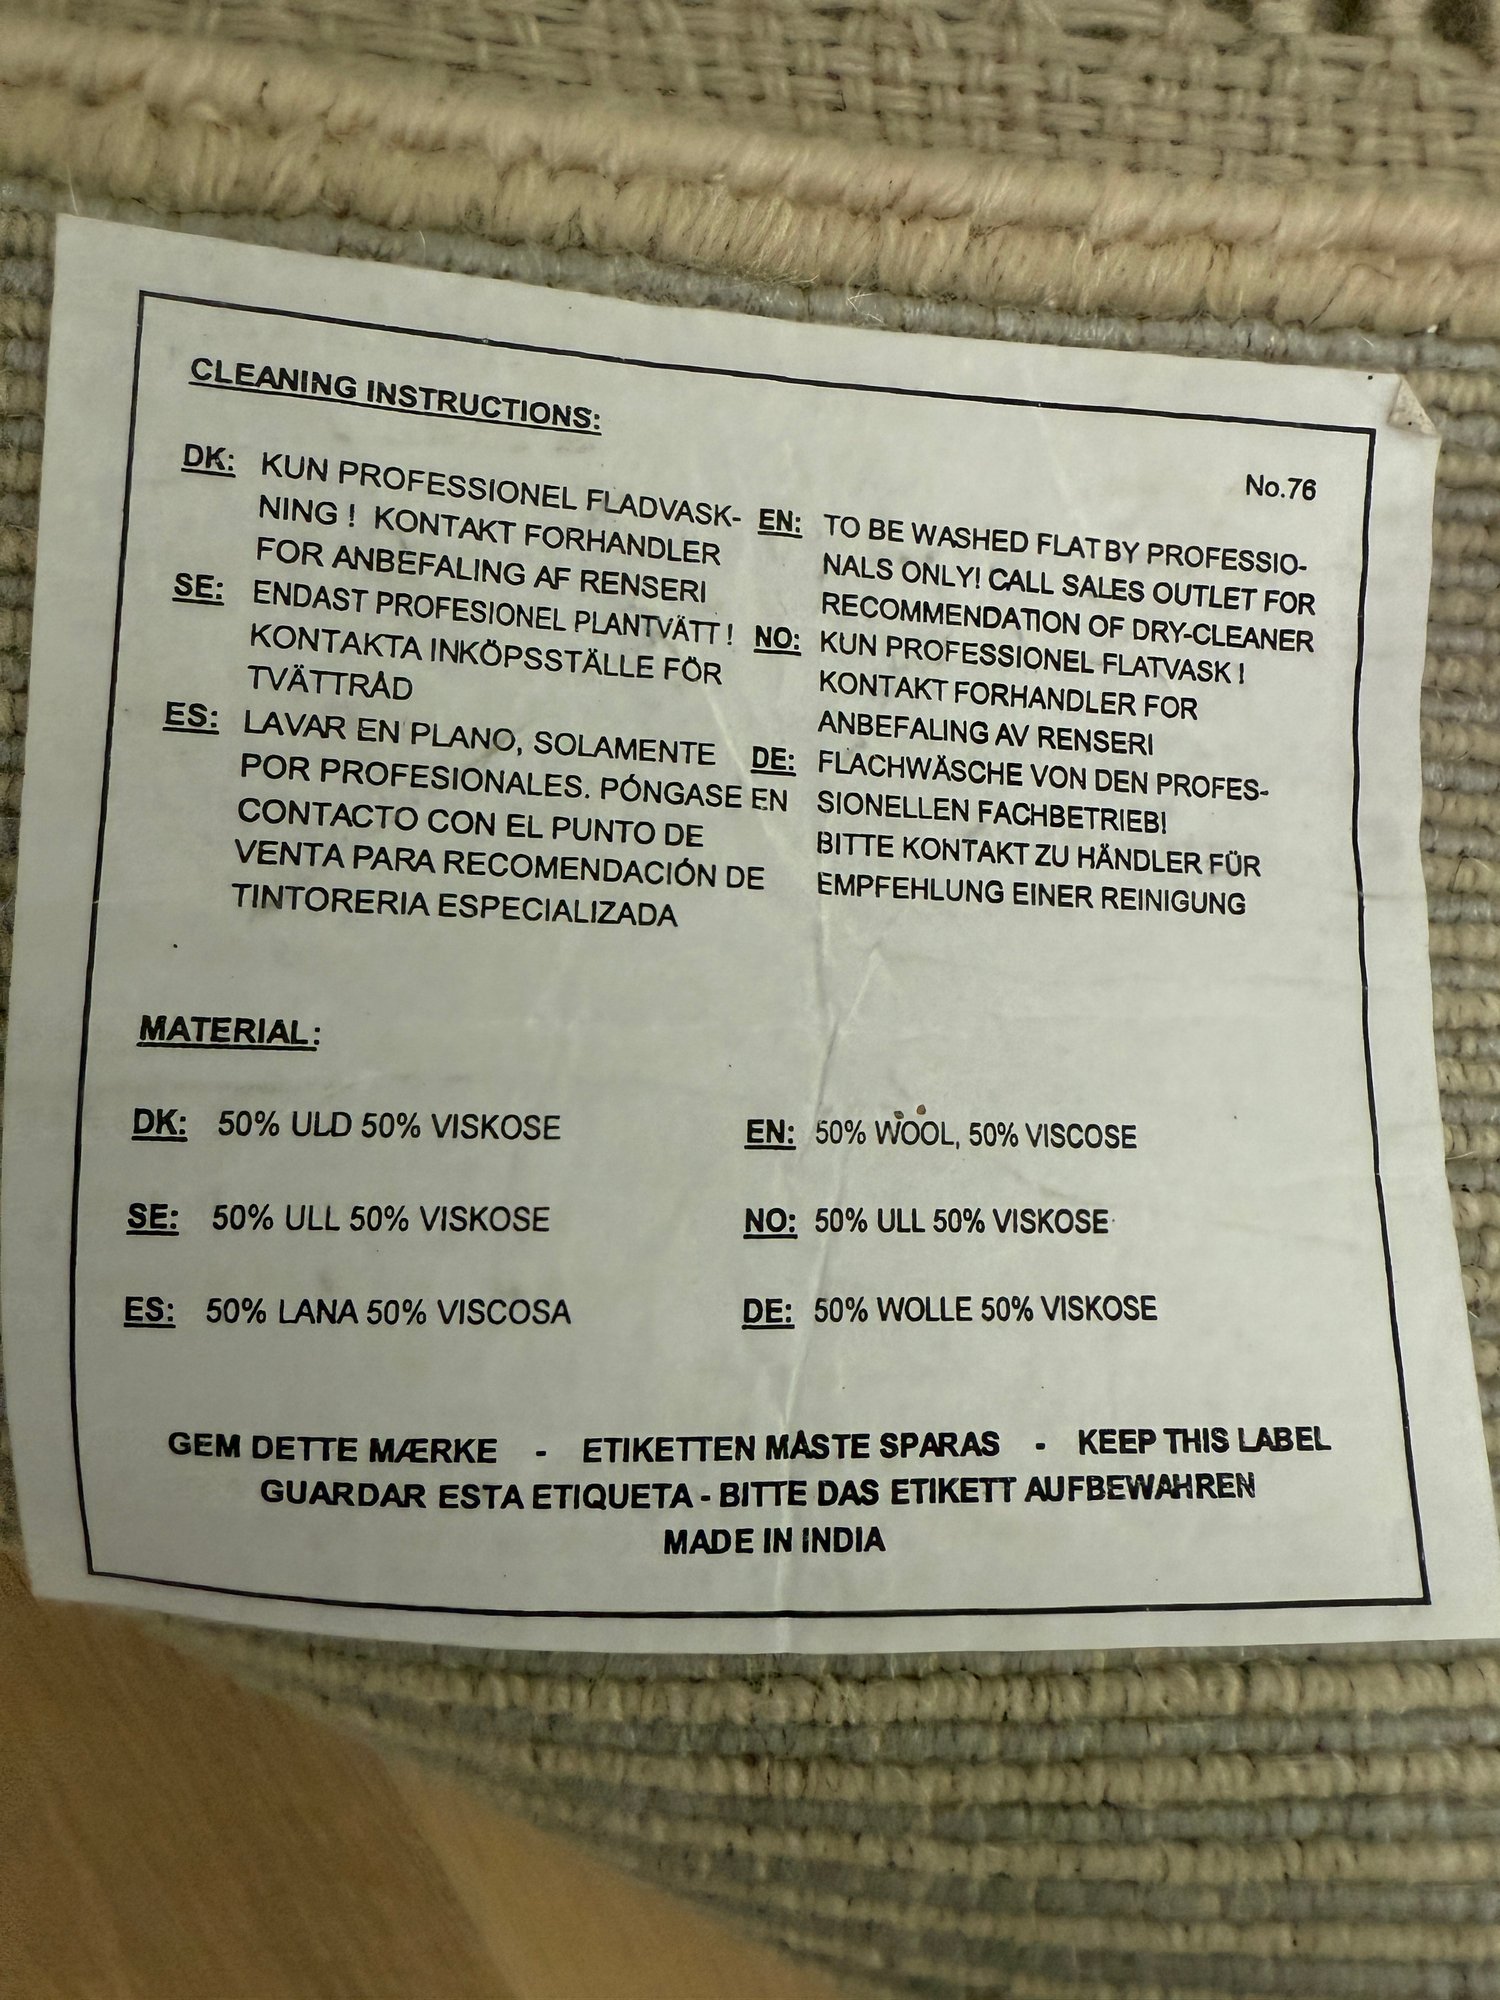 CLEANING INSTRUCTIONS:
No.76
DK: KUN PROFESSIONEL FLADVASK-
NING ! KONTAKT FORHANDLER
FOR ANBEFALING AF RENSERI
SE: ENDAST PROFESIONEL PLANTVÄTT !
KONTAKTA INKÖPSSTÄLLE FÖR
TVÄTTRÅD
ES: LAVAR EN PLANO, SOLAMENTE
POR PROFESIONALES. PÓNGASE EN
CONTACTO CON EL PUNTO DE
VENTA PARA RECOMENDACIÓN DE
TINTORERIA ESPECIALIZADA
EN: TO BE WASHED FLAT BY PROFESSIO-
NALS ONLY! CALL SALES OUTLET FOR
RECOMMENDATION OF DRY-CLEANER
NO: KUN PROFESSIONEL FLATVASK !
KONTAKT FORHANDLER FOR
ANBEFALING AV RENSERI
DE: FLACHWÄSCHE VON DEN PROFES-
SIONELLEN FACHBETRIEB!
BITTE KONTAKT ZU HÄNDLER FÜR
EMPFEHLUNG EINER REINIGUNG
MATERIAL:
DK: 50% ULD 50% VISKOSE
EN: 50% WOOL, 50% VISCOSE
SE: 50% ULL 50% VISKOSE
NO: 50% ULL 50% VISKOSE
ES: 50% LANA 50% VISCOSA
DE: 50% WOLLE 50% VISKOSE
GEM DETTE MÆRKE - ETIKETTEN MÅSTE SPARAS - KEEP THIS LABEL
GUARDAR ESTA ETIQUETA - BITTE DAS ETIKETT AUFBEWAHREN
MADE IN INDIA